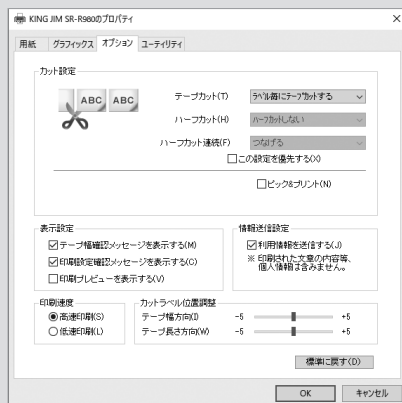 KING JIM SR-R980のプロパティ
用紙 グラフィックス オプション ユーティリティ
カット設定
ABC ABC
テープカット(T) ラベル毎にテープカットする
ハーフカット(H) ハーフカットしない
ハーフカット連続(F) つなげる
この設定を優先する(X)
ピック&プリント(N)
表示設定
テープ幅確認メッセージを表示する(M)
印刷設定確認メッセージを表示する(C)
印刷プレビューを表示する(V)
情報送信設定
利用情報を送信する(J)
※ 印刷された文章の内容等、
個人情報は含みません。
印刷速度
高速印刷(S)
低速印刷(L)
カットラベル位置調整
テープ幅方向(I) -5 +5
テープ長さ方向(W) -5 +5
標準に戻す(D)
OK キャンセル